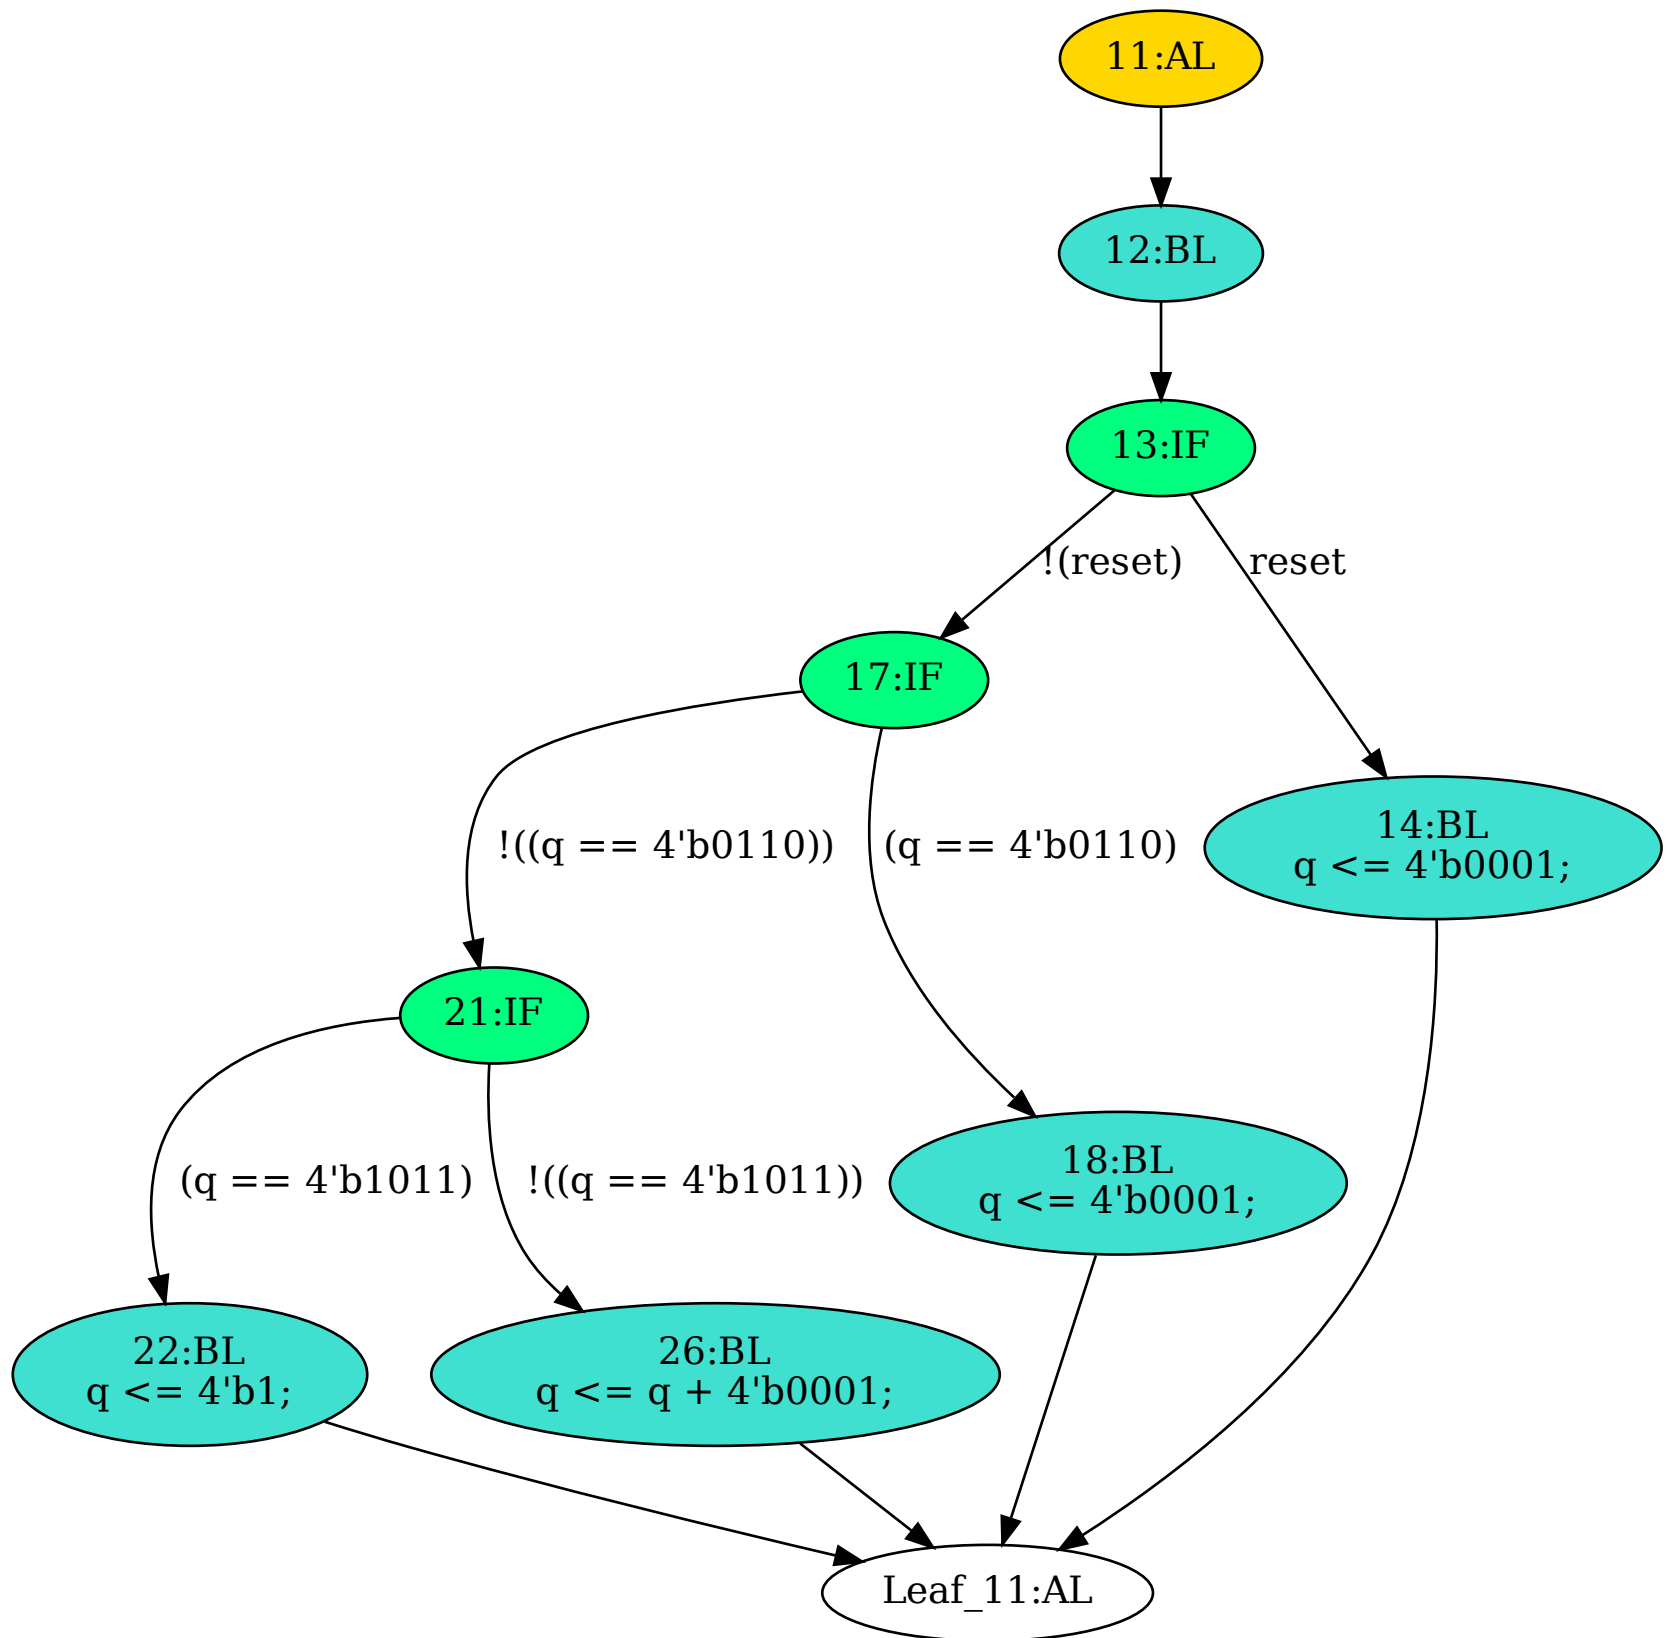 11:AL
12:BL
13:IF
!(reset)
reset
17:IF
!((q == 4'b0110))
(q == 4'b0110)
14:BL
q <= 4'b0001;
21:IF
(q == 4'b1011)
!((q == 4'b1011))
18:BL
q <= 4'b0001;
22:BL
q <= 4'b1;
26:BL
q <= q + 4'b0001;
Leaf_11:AL